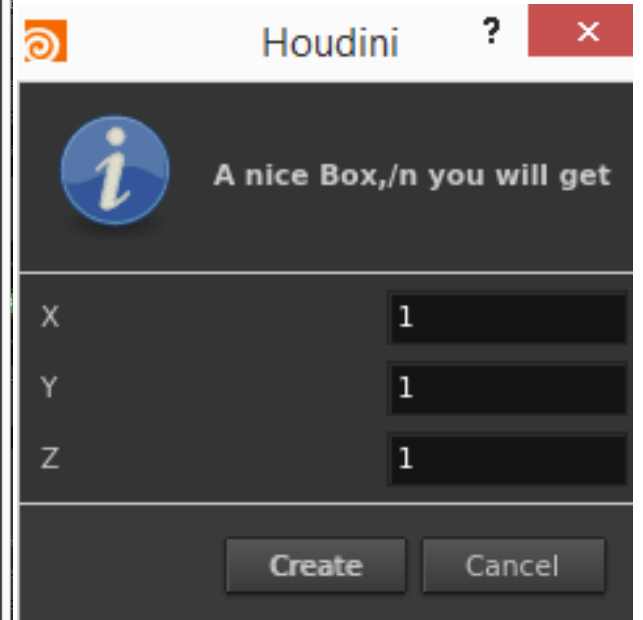 Houdini ? ×
A nice Box,/n you will get
X 1
Y 1
Z 1
Create Cancel